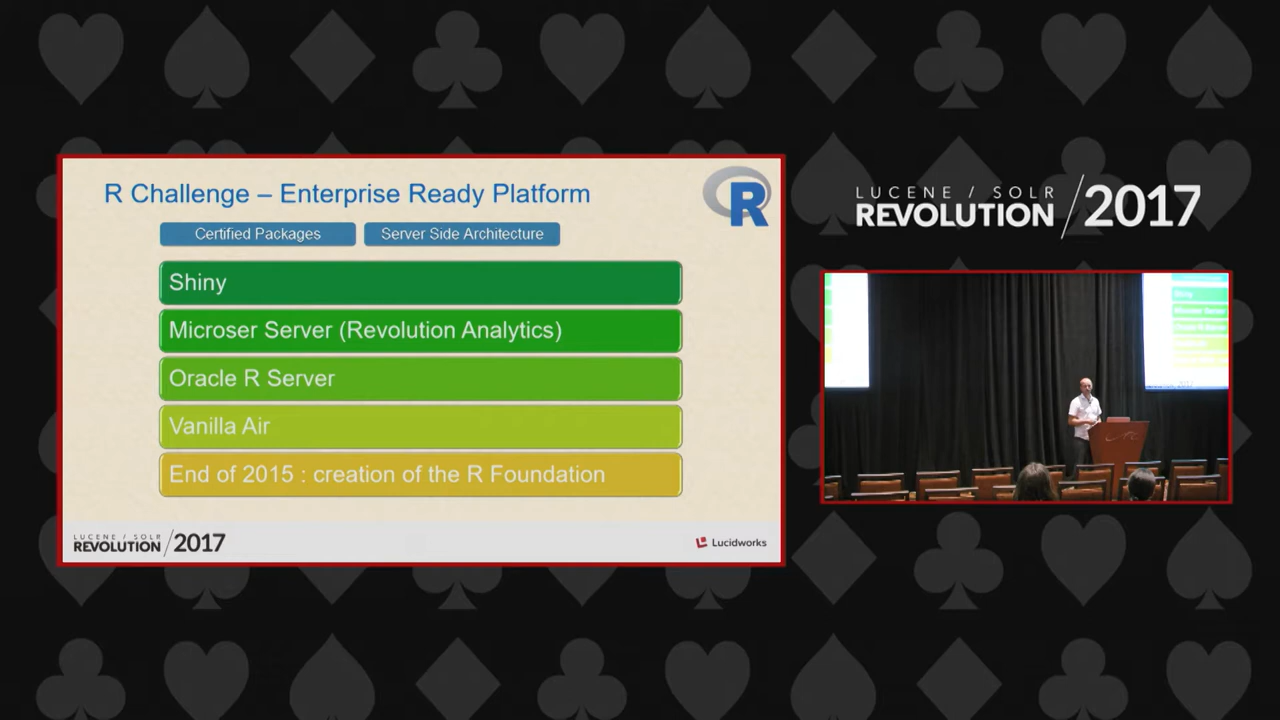 R Challenge – Enterprise Ready Platform
R
Certified Packages
Server Side Architecture
Shiny
Microser Server (Revolution Analytics)
Oracle R Server
Vanilla Air
End of 2015 : creation of the R Foundation
LUCENE / SOLR
REVOLUTION / 2017
Lucidworks
LUCENE / SOLR
REVOLUTION / 2017
Shiny